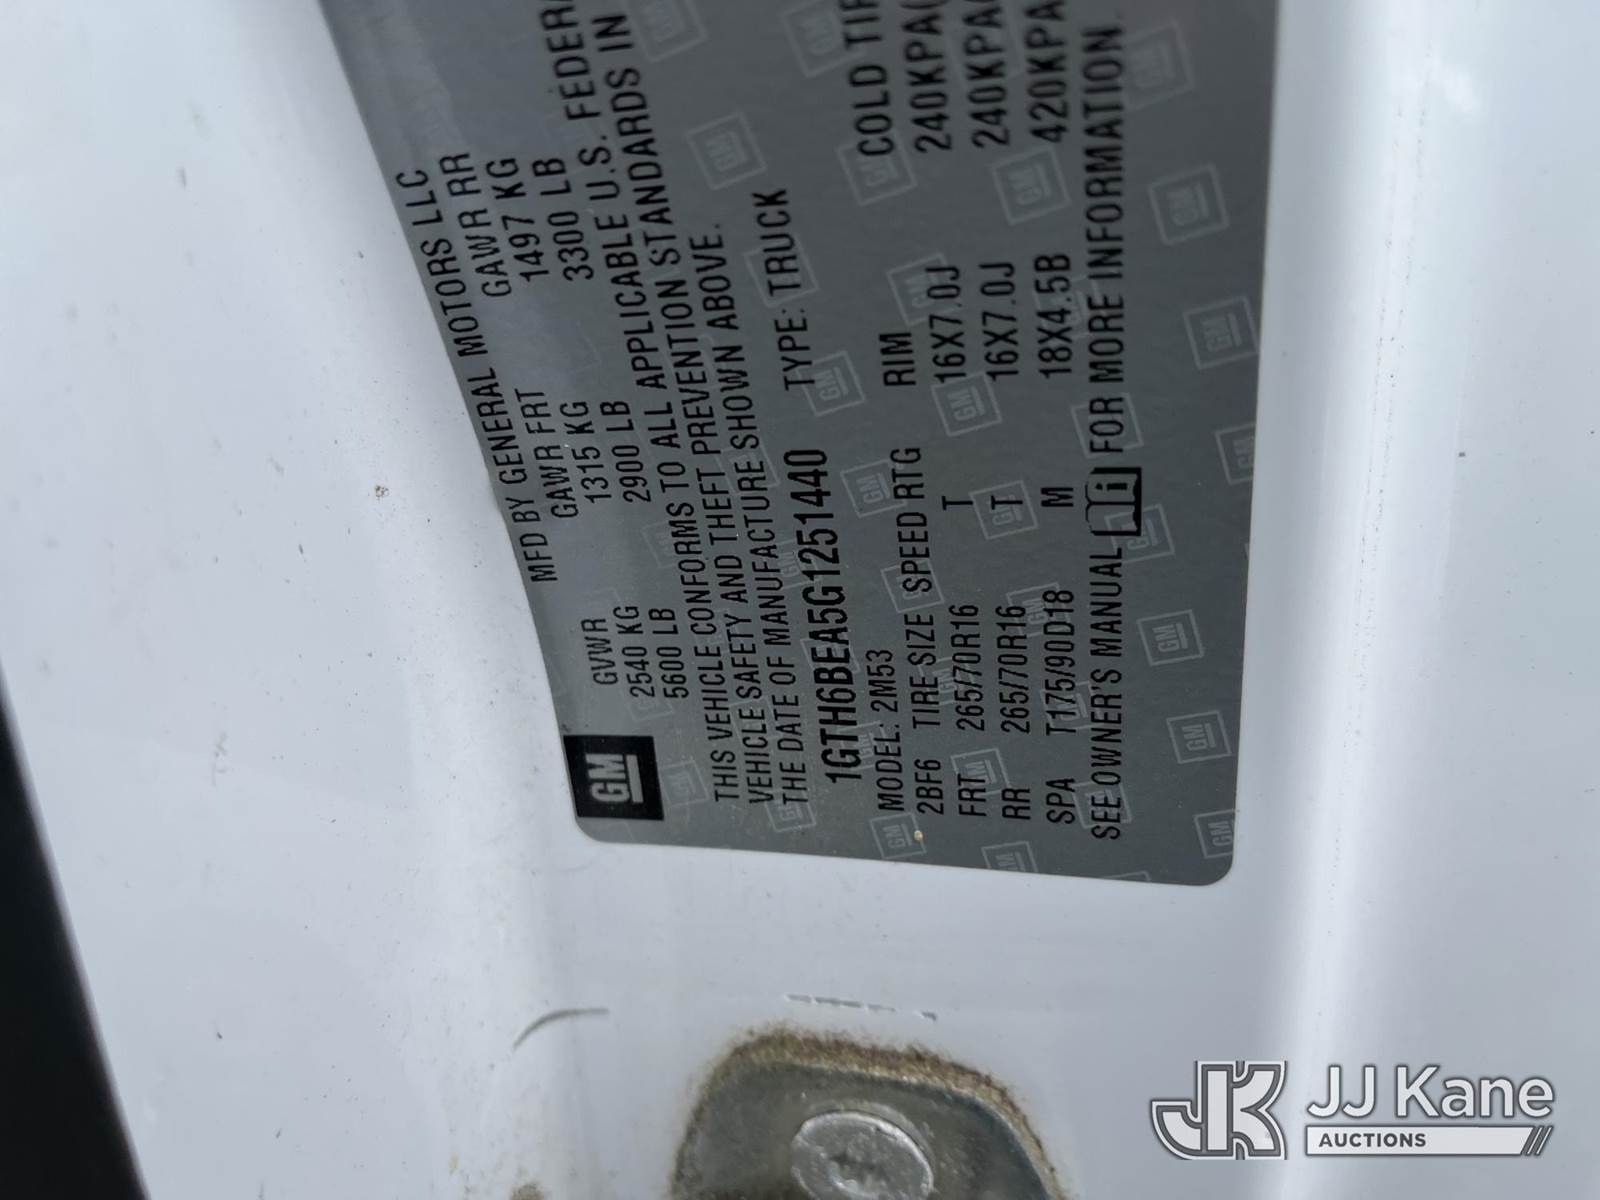 MFD BY GENERAL MOTORS LLC
GVWR GAWR FRT GAWR RR
2540 KG 1315 KG 1497 KG
5600 LB 2900 LB 3300 LB
THIS VEHICLE CONFORMS TO ALL APPLICABLE U.S. FEDERA
VEHICLE SAFETY AND THEFT PREVENTION STANDARDS IN
THE DATE OF MANUFACTURE SHOWN ABOVE.
1GTH6BEA5G1251440 TYPE: TRUCK
MODEL: 2M53
2BF6 TIRE SIZE SPEED RTG RIM COLD TIR
FRT 265/70R16 T 16X7.0J 240KPA(
RR 265/70R16 T 16X7.0J 240KPA(
SPA T175/90D18 M 18X4.5B 420KPA
SEE OWNER'S MANUAL i FOR MORE INFORMATION.
GM
JK JJ Kane
AUCTIONS